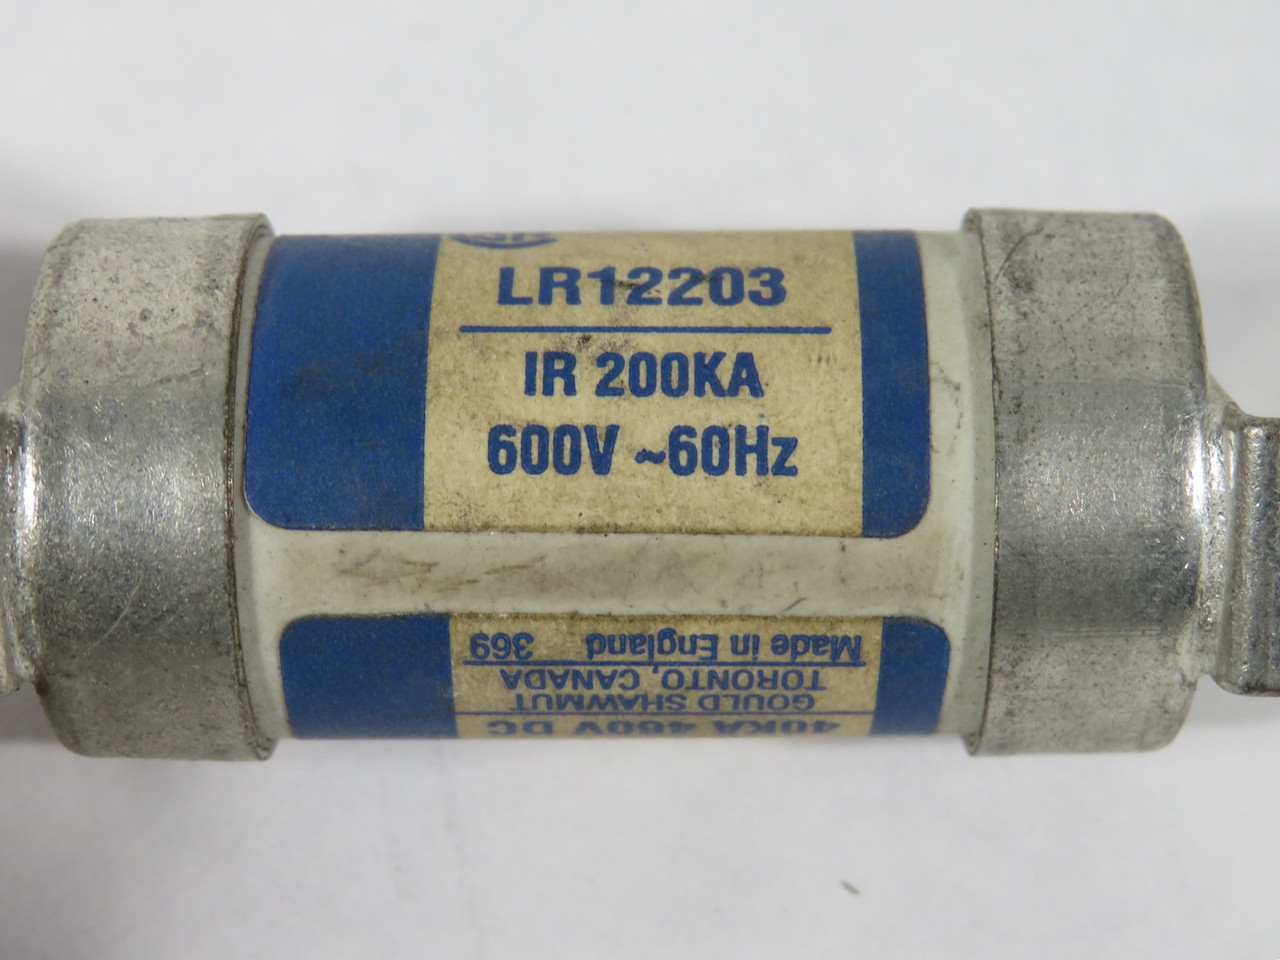 LR12203
IR 200KA
600V ~60Hz
40KA 460V DC
GOULD SHAWMUT
TORONTO, CANADA
Made in England 369